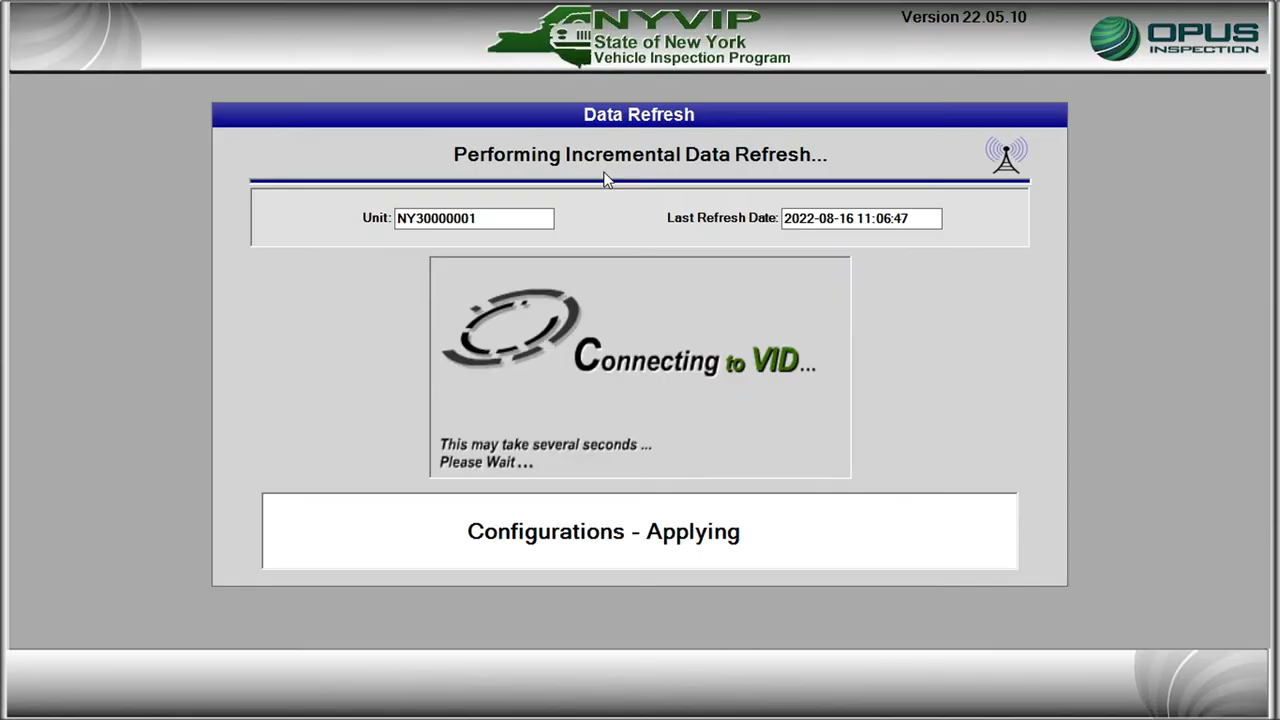 NYVIP
State of New York
Vehicle Inspection Program
Version 22.05.10
OPUS
INSPECTION
Data Refresh
Performing Incremental Data Refresh...
Unit: NY30000001
Last Refresh Date: 2022-08-16 11:06:47
Connecting to VID...
This may take several seconds ...
Please Wait ...
Configurations - Applying